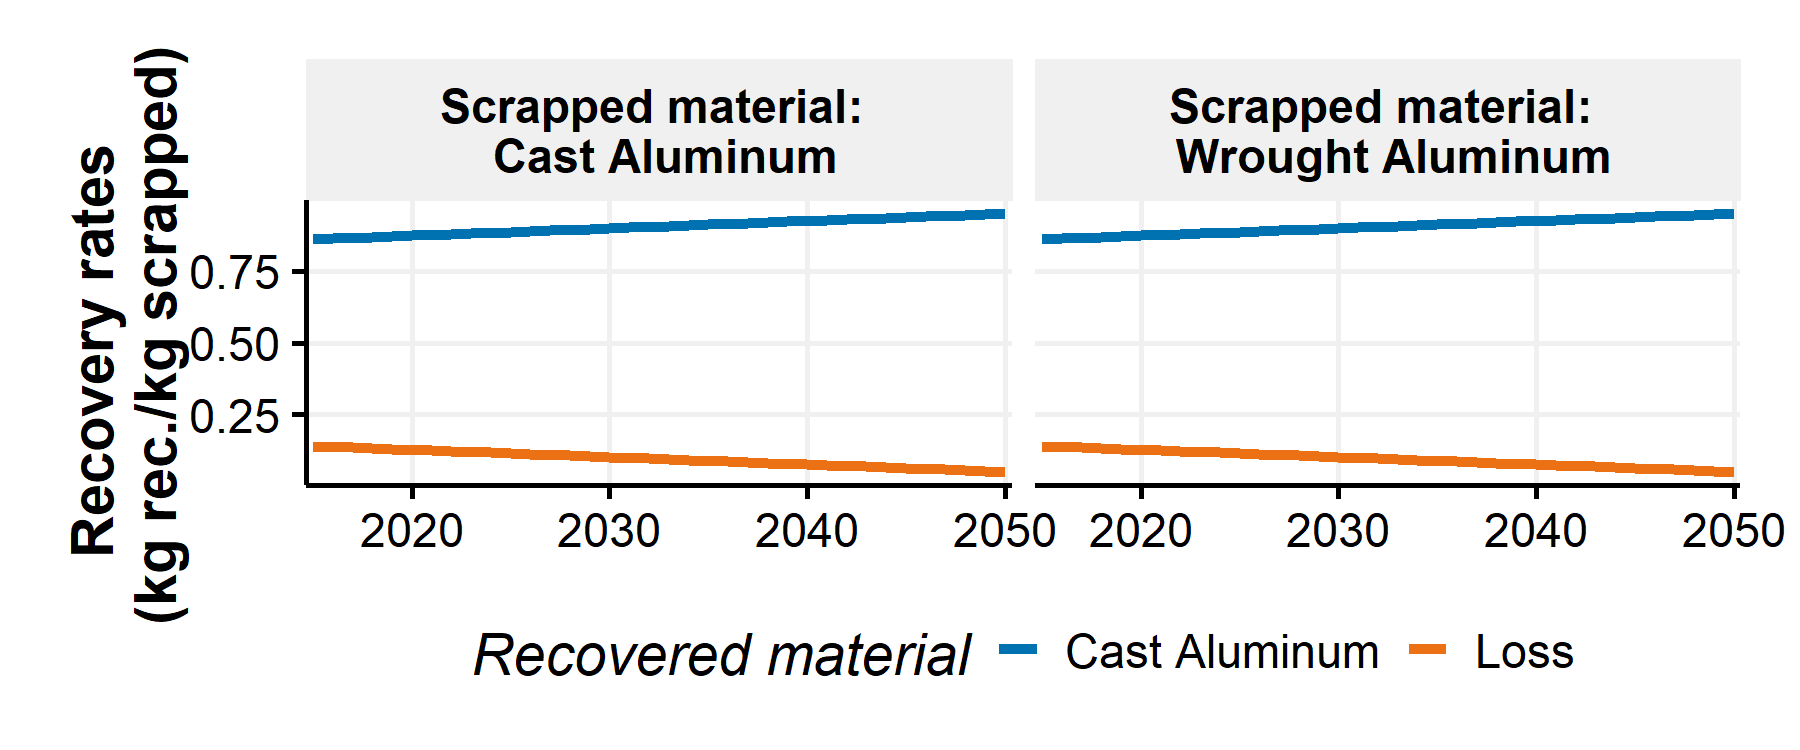 Recovery rates
(kg rec./kg scrapped)
Scrapped material:
Cast Aluminum
Scrapped material:
Wrought Aluminum
0.75
0.50
0.25
2020 2030 2040 2050
2020 2030 2040 2050
Recovered material Cast Aluminum Loss